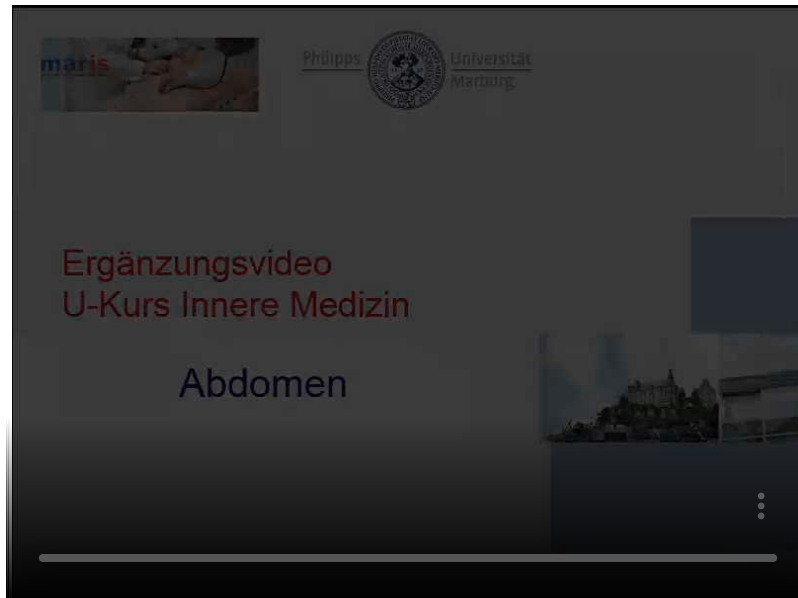 maris
Philipps Universität
Marburg
Ergänzungsvideo
U-Kurs Innere Medizin
Abdomen